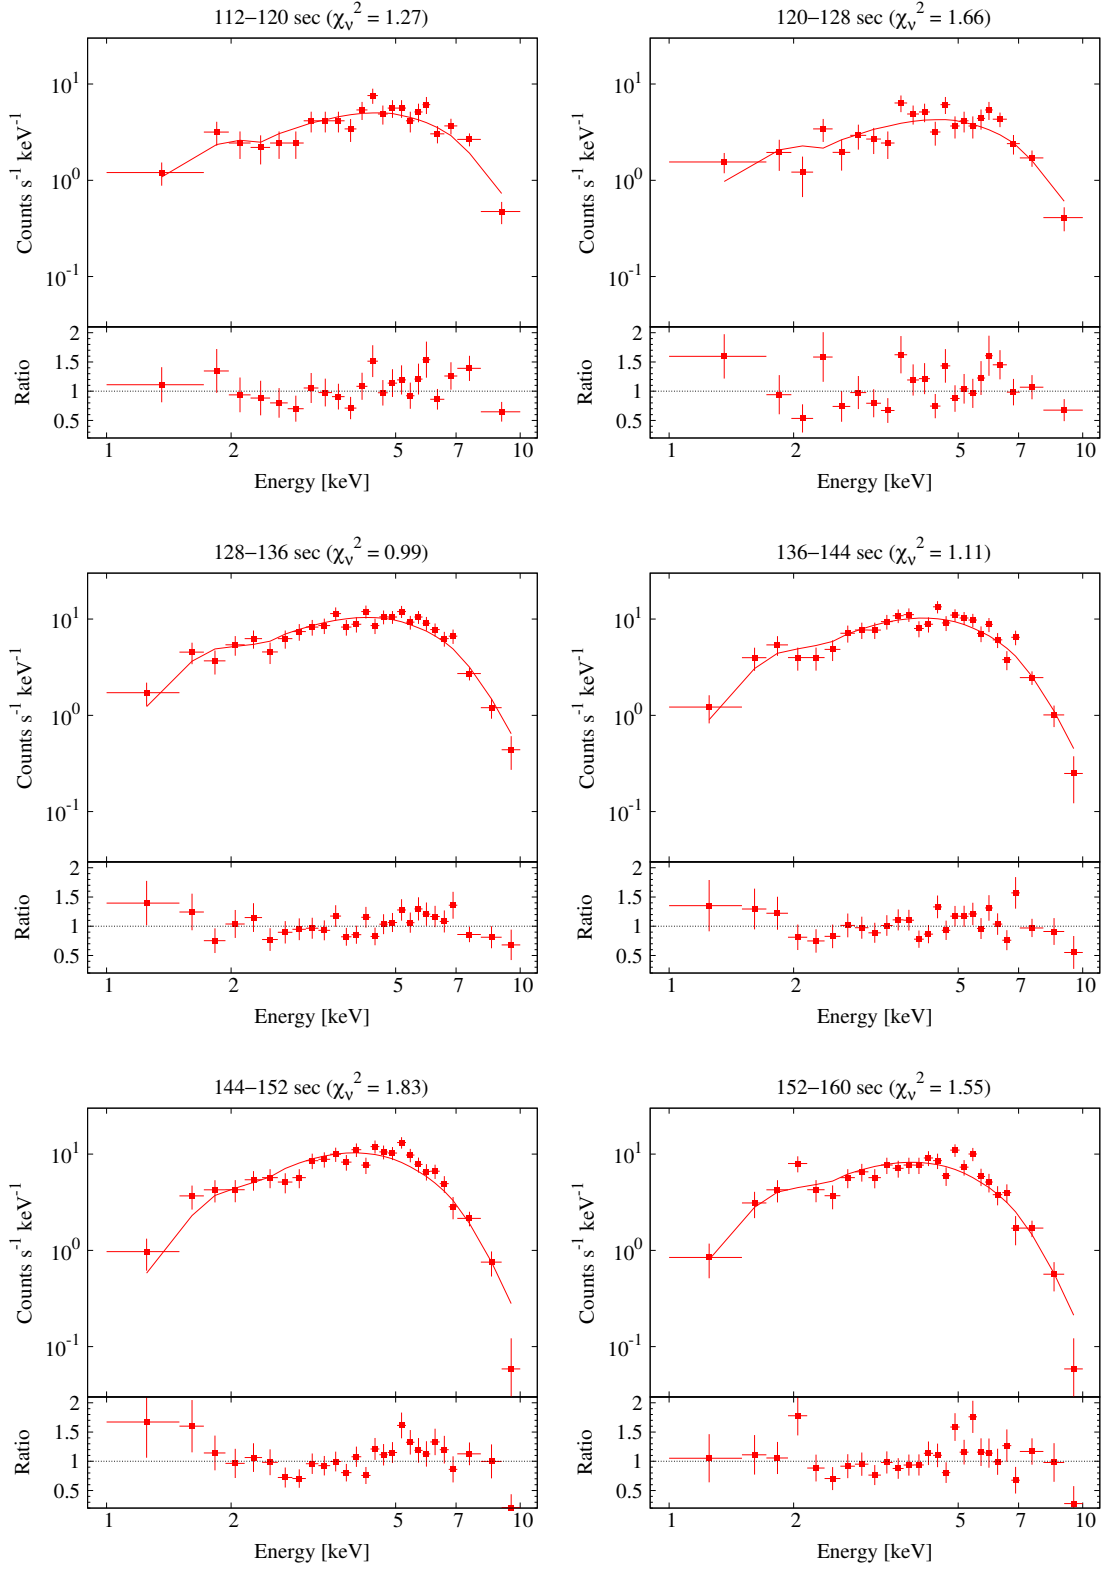 112–120 sec (χν² = 1.27)
10¹
10⁰
10⁻¹
Counts s⁻¹ keV⁻¹
2
1.5
1
0.5
Ratio
1 2 5 7 10
Energy [keV]
120–128 sec (χν² = 1.66)
10¹
10⁰
10⁻¹
Counts s⁻¹ keV⁻¹
2
1.5
1
0.5
Ratio
1 2 5 7 10
Energy [keV]
128–136 sec (χν² = 0.99)
10¹
10⁰
10⁻¹
Counts s⁻¹ keV⁻¹
2
1.5
1
0.5
Ratio
1 2 5 7 10
Energy [keV]
136–144 sec (χν² = 1.11)
10¹
10⁰
10⁻¹
Counts s⁻¹ keV⁻¹
2
1.5
1
0.5
Ratio
1 2 5 7 10
Energy [keV]
144–152 sec (χν² = 1.83)
10¹
10⁰
10⁻¹
Counts s⁻¹ keV⁻¹
2
1.5
1
0.5
Ratio
1 2 5 7 10
Energy [keV]
152–160 sec (χν² = 1.55)
10¹
10⁰
10⁻¹
Counts s⁻¹ keV⁻¹
2
1.5
1
0.5
Ratio
1 2 5 7 10
Energy [keV]